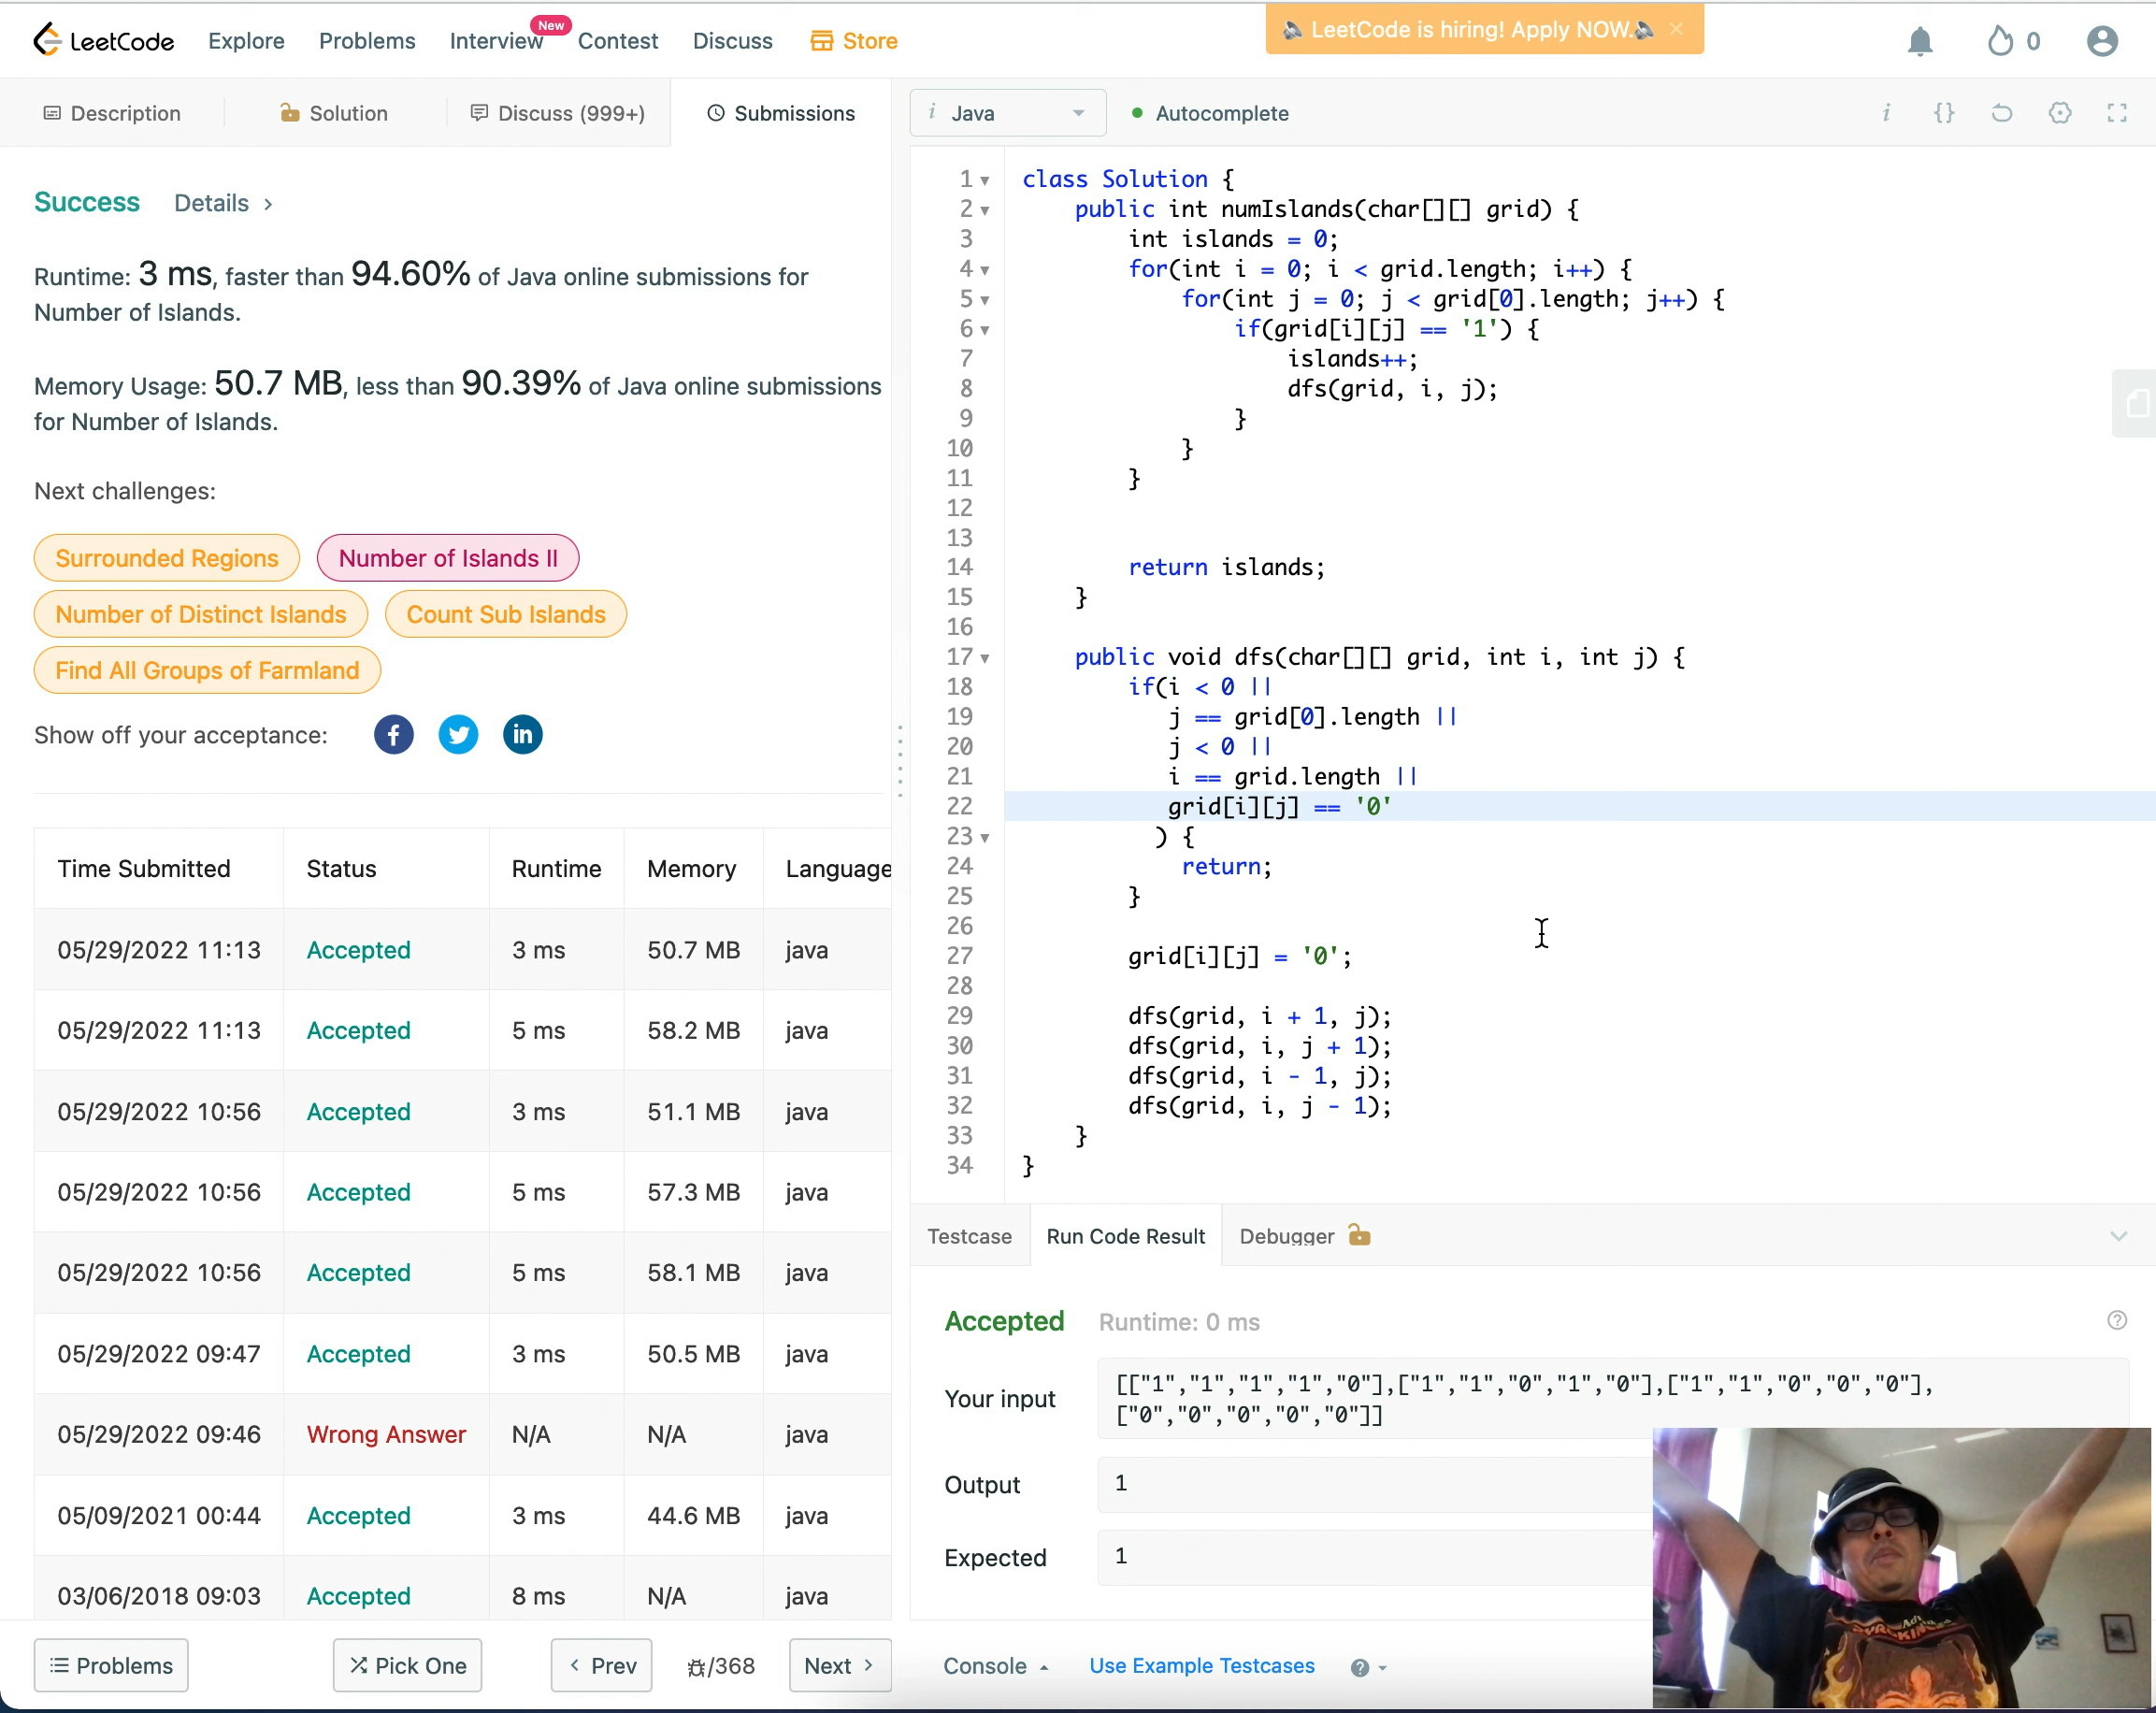 LeetCode
Explore
Problems
Interview
New
Contest
Discuss
Store
LeetCode is hiring! Apply NOW.
0
Description
Solution
Discuss (999+)
Submissions
Success
Details
Runtime: 3 ms, faster than 94.60% of Java online submissions for
Number of Islands.
Memory Usage: 50.7 MB, less than 90.39% of Java online submissions
for Number of Islands.
Next challenges:
Surrounded Regions
Number of Islands II
Number of Distinct Islands
Count Sub Islands
Find All Groups of Farmland
Show off your acceptance:
Time Submitted Status Runtime Memory Language
05/29/2022 11:13 Accepted 3 ms 50.7 MB java
05/29/2022 11:13 Accepted 5 ms 58.2 MB java
05/29/2022 10:56 Accepted 3 ms 51.1 MB java
05/29/2022 10:56 Accepted 5 ms 57.3 MB java
05/29/2022 10:56 Accepted 5 ms 58.1 MB java
05/29/2022 09:47 Accepted 3 ms 50.5 MB java
05/29/2022 09:46 Wrong Answer N/A N/A java
05/09/2021 00:44 Accepted 3 ms 44.6 MB java
03/06/2018 09:03 Accepted 8 ms N/A java
Problems
Pick One
Prev
/368
Next
Java
Autocomplete
1 class Solution {
2 public int numIslands(char[][] grid) {
3 int islands = 0;
4 for(int i = 0; i < grid.length; i++) {
5 for(int j = 0; j < grid[0].length; j++) {
6 if(grid[i][j] == '1') {
7 islands++;
8 dfs(grid, i, j);
9 }
10 }
11 }
12
13
14 return islands;
15 }
16
17 public void dfs(char[][] grid, int i, int j) {
18 if(i < 0 ||
19 j == grid[0].length ||
20 j < 0 ||
21 i == grid.length ||
22 grid[i][j] == '0'
23 ) {
24 return;
25 }
26
27 grid[i][j] = '0';
28
29 dfs(grid, i + 1, j);
30 dfs(grid, i, j + 1);
31 dfs(grid, i - 1, j);
32 dfs(grid, i, j - 1);
33 }
34 }
Testcase
Run Code Result
Debugger
Accepted
Runtime: 0 ms
Your input
[["1","1","1","1","0"],["1","1","0","1","0"],["1","1","0","0","0"],
["0","0","0","0","0"]]
Output
1
Expected
1
Console
Use Example Testcases